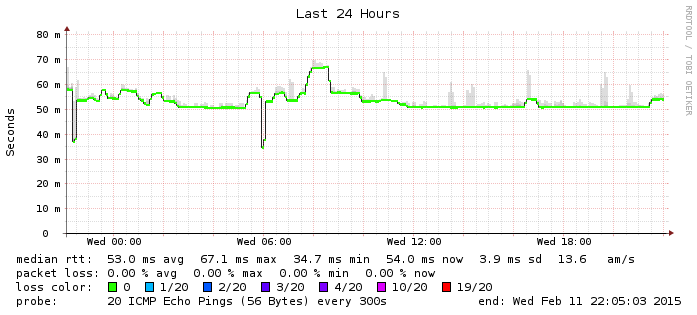 Last 24 Hours
RRDTOOL / TOBI OETIKER
80 m
70 m
60 m
50 m
40 m
30 m
20 m
10 m
0
Seconds
Wed 00:00 Wed 06:00 Wed 12:00 Wed 18:00
median rtt: 53.0 ms avg 67.1 ms max 34.7 ms min 54.0 ms now 3.9 ms sd 13.6 am/s
packet loss: 0.00 % avg 0.00 % max 0.00 % min 0.00 % now
loss color: 0 1/20 2/20 3/20 4/20 10/20 19/20
probe: 20 ICMP Echo Pings (56 Bytes) every 300s end: Wed Feb 11 22:05:03 2015